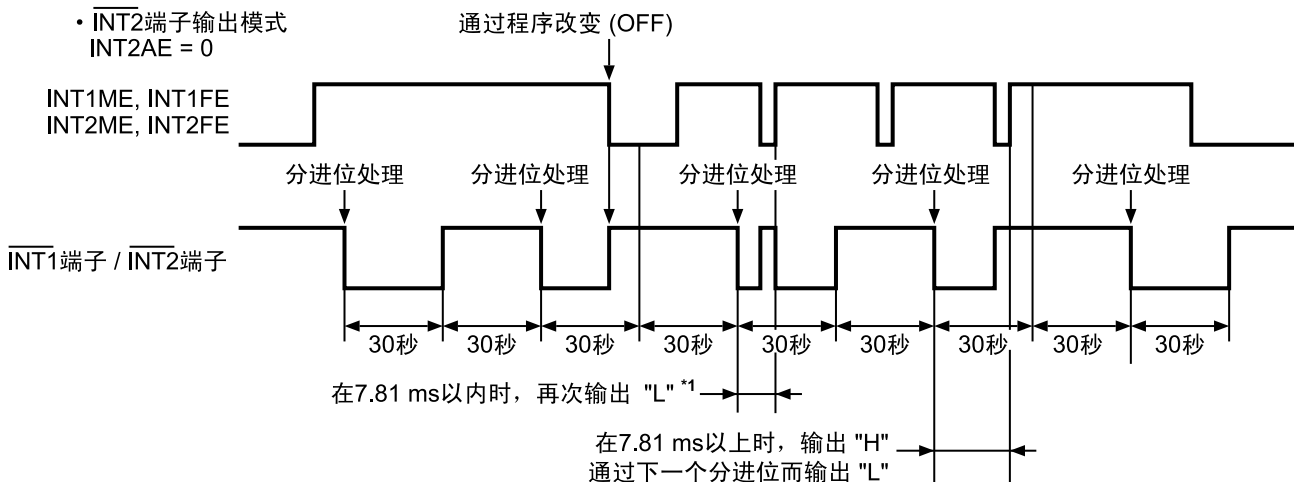 ・INT2端子输出模式
INT2AE = 0
通过程序改变 (OFF)
INT1ME, INT1FE
INT2ME, INT2FE
分进位处理 分进位处理 分进位处理 分进位处理 分进位处理
INT1端子 / INT2端子
30秒 30秒 30秒 30秒 30秒 30秒 30秒 30秒 30秒
在7.81 ms以内时，再次输出 "L" *1
在7.81 ms以上时，输出 "H"
通过下一个分进位而输出 "L"